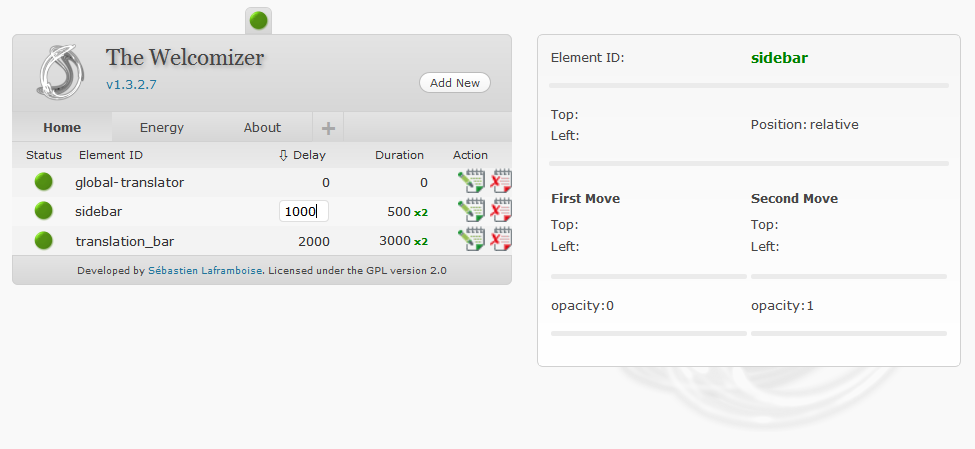 The Welcomizer
v1.3.2.7
Add New
Home Energy About +
Status Element ID ⇩ Delay Duration Action
global-translator 0 0
sidebar 1000 500 x2
translation_bar 2000 3000 x2
Developed by Sébastien Laframboise. Licensed under the GPL version 2.0
Element ID: sidebar
Top:
Left:
Position: relative
First Move Second Move
Top: Top:
Left: Left:
opacity:0 opacity:1